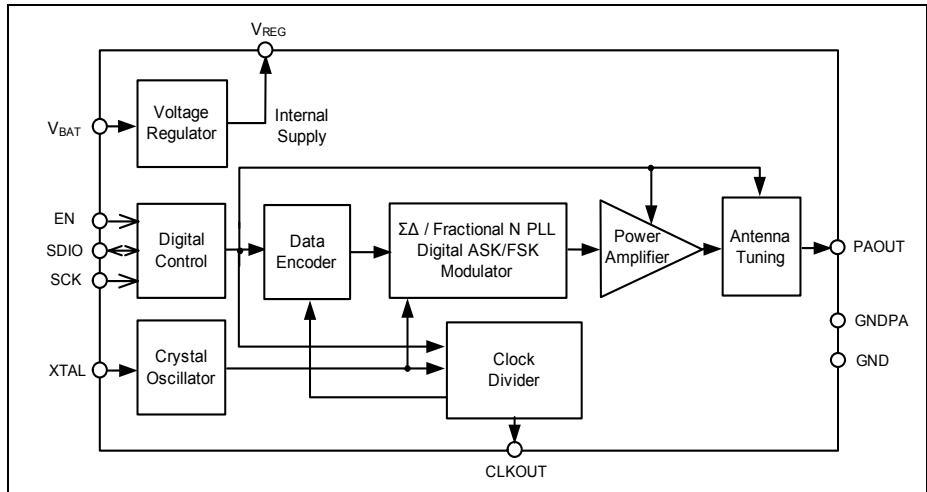 VREG
Voltage
Regulator
Internal
Supply
VBAT
EN
SDIO
SCK
Digital
Control
Data
Encoder
ΣΔ / Fractional N PLL
Digital ASK/FSK
Modulator
Power
Amplifier
Antenna
Tuning
PAOUT
GNDPA
GND
XTAL
Crystal
Oscillator
Clock
Divider
CLKOUT